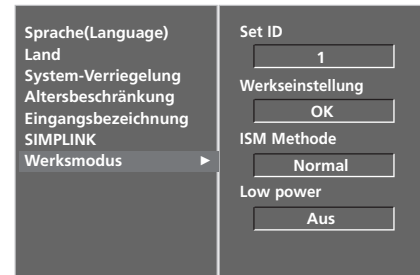 Sprache(Language)
Land
System-Verriegelung
Altersbeschränkung
Eingangsbezeichnung
SIMPLINK
Werksmodus ►
Set ID
1
Werkseinstellung
OK
ISM Methode
Normal
Low power
Aus